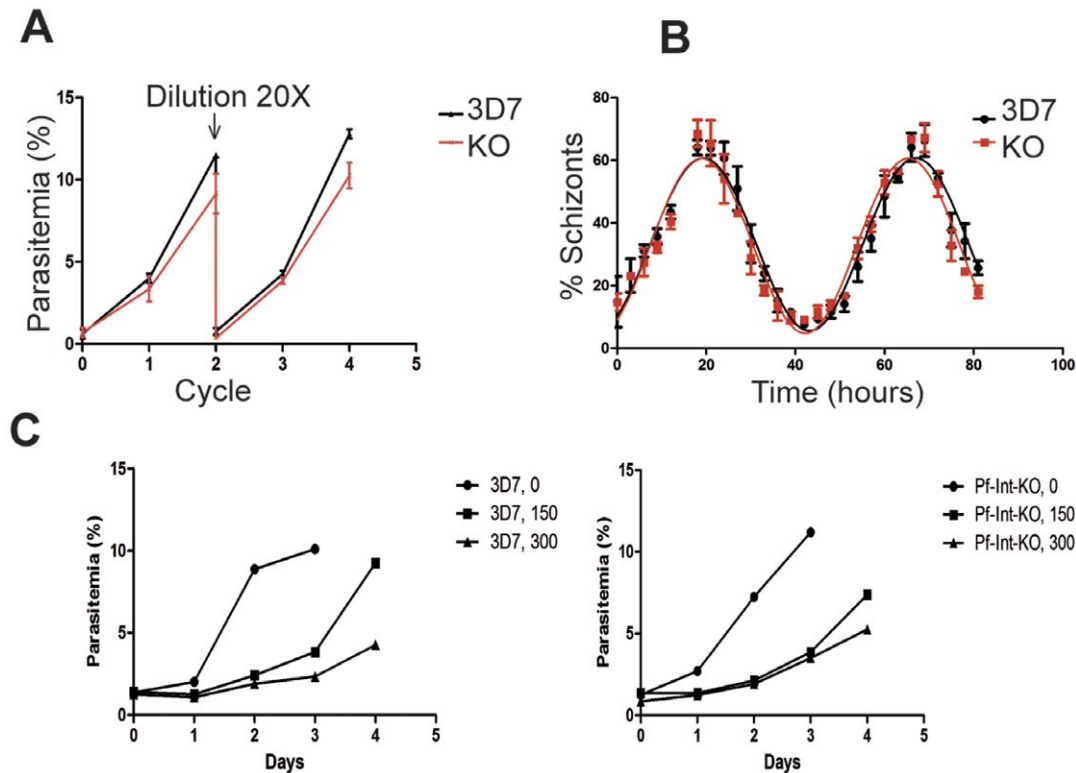 A
Dilution 20X
3D7
KO
Parasitemia (%)
15
10
5
0
0 1 2 3 4 5
Cycle
B
3D7
KO
% Schizonts
80
60
40
20
0
0 20 40 60 80 100
Time (hours)
C
Parasitemia (%)
15
10
5
0
0 1 2 3 4 5
Days
3D7, 0
3D7, 150
3D7, 300
Parasitemia (%)
15
10
5
0
0 1 2 3 4 5
Days
Pf-Int-KO, 0
Pf-Int-KO, 150
Pf-Int-KO, 300